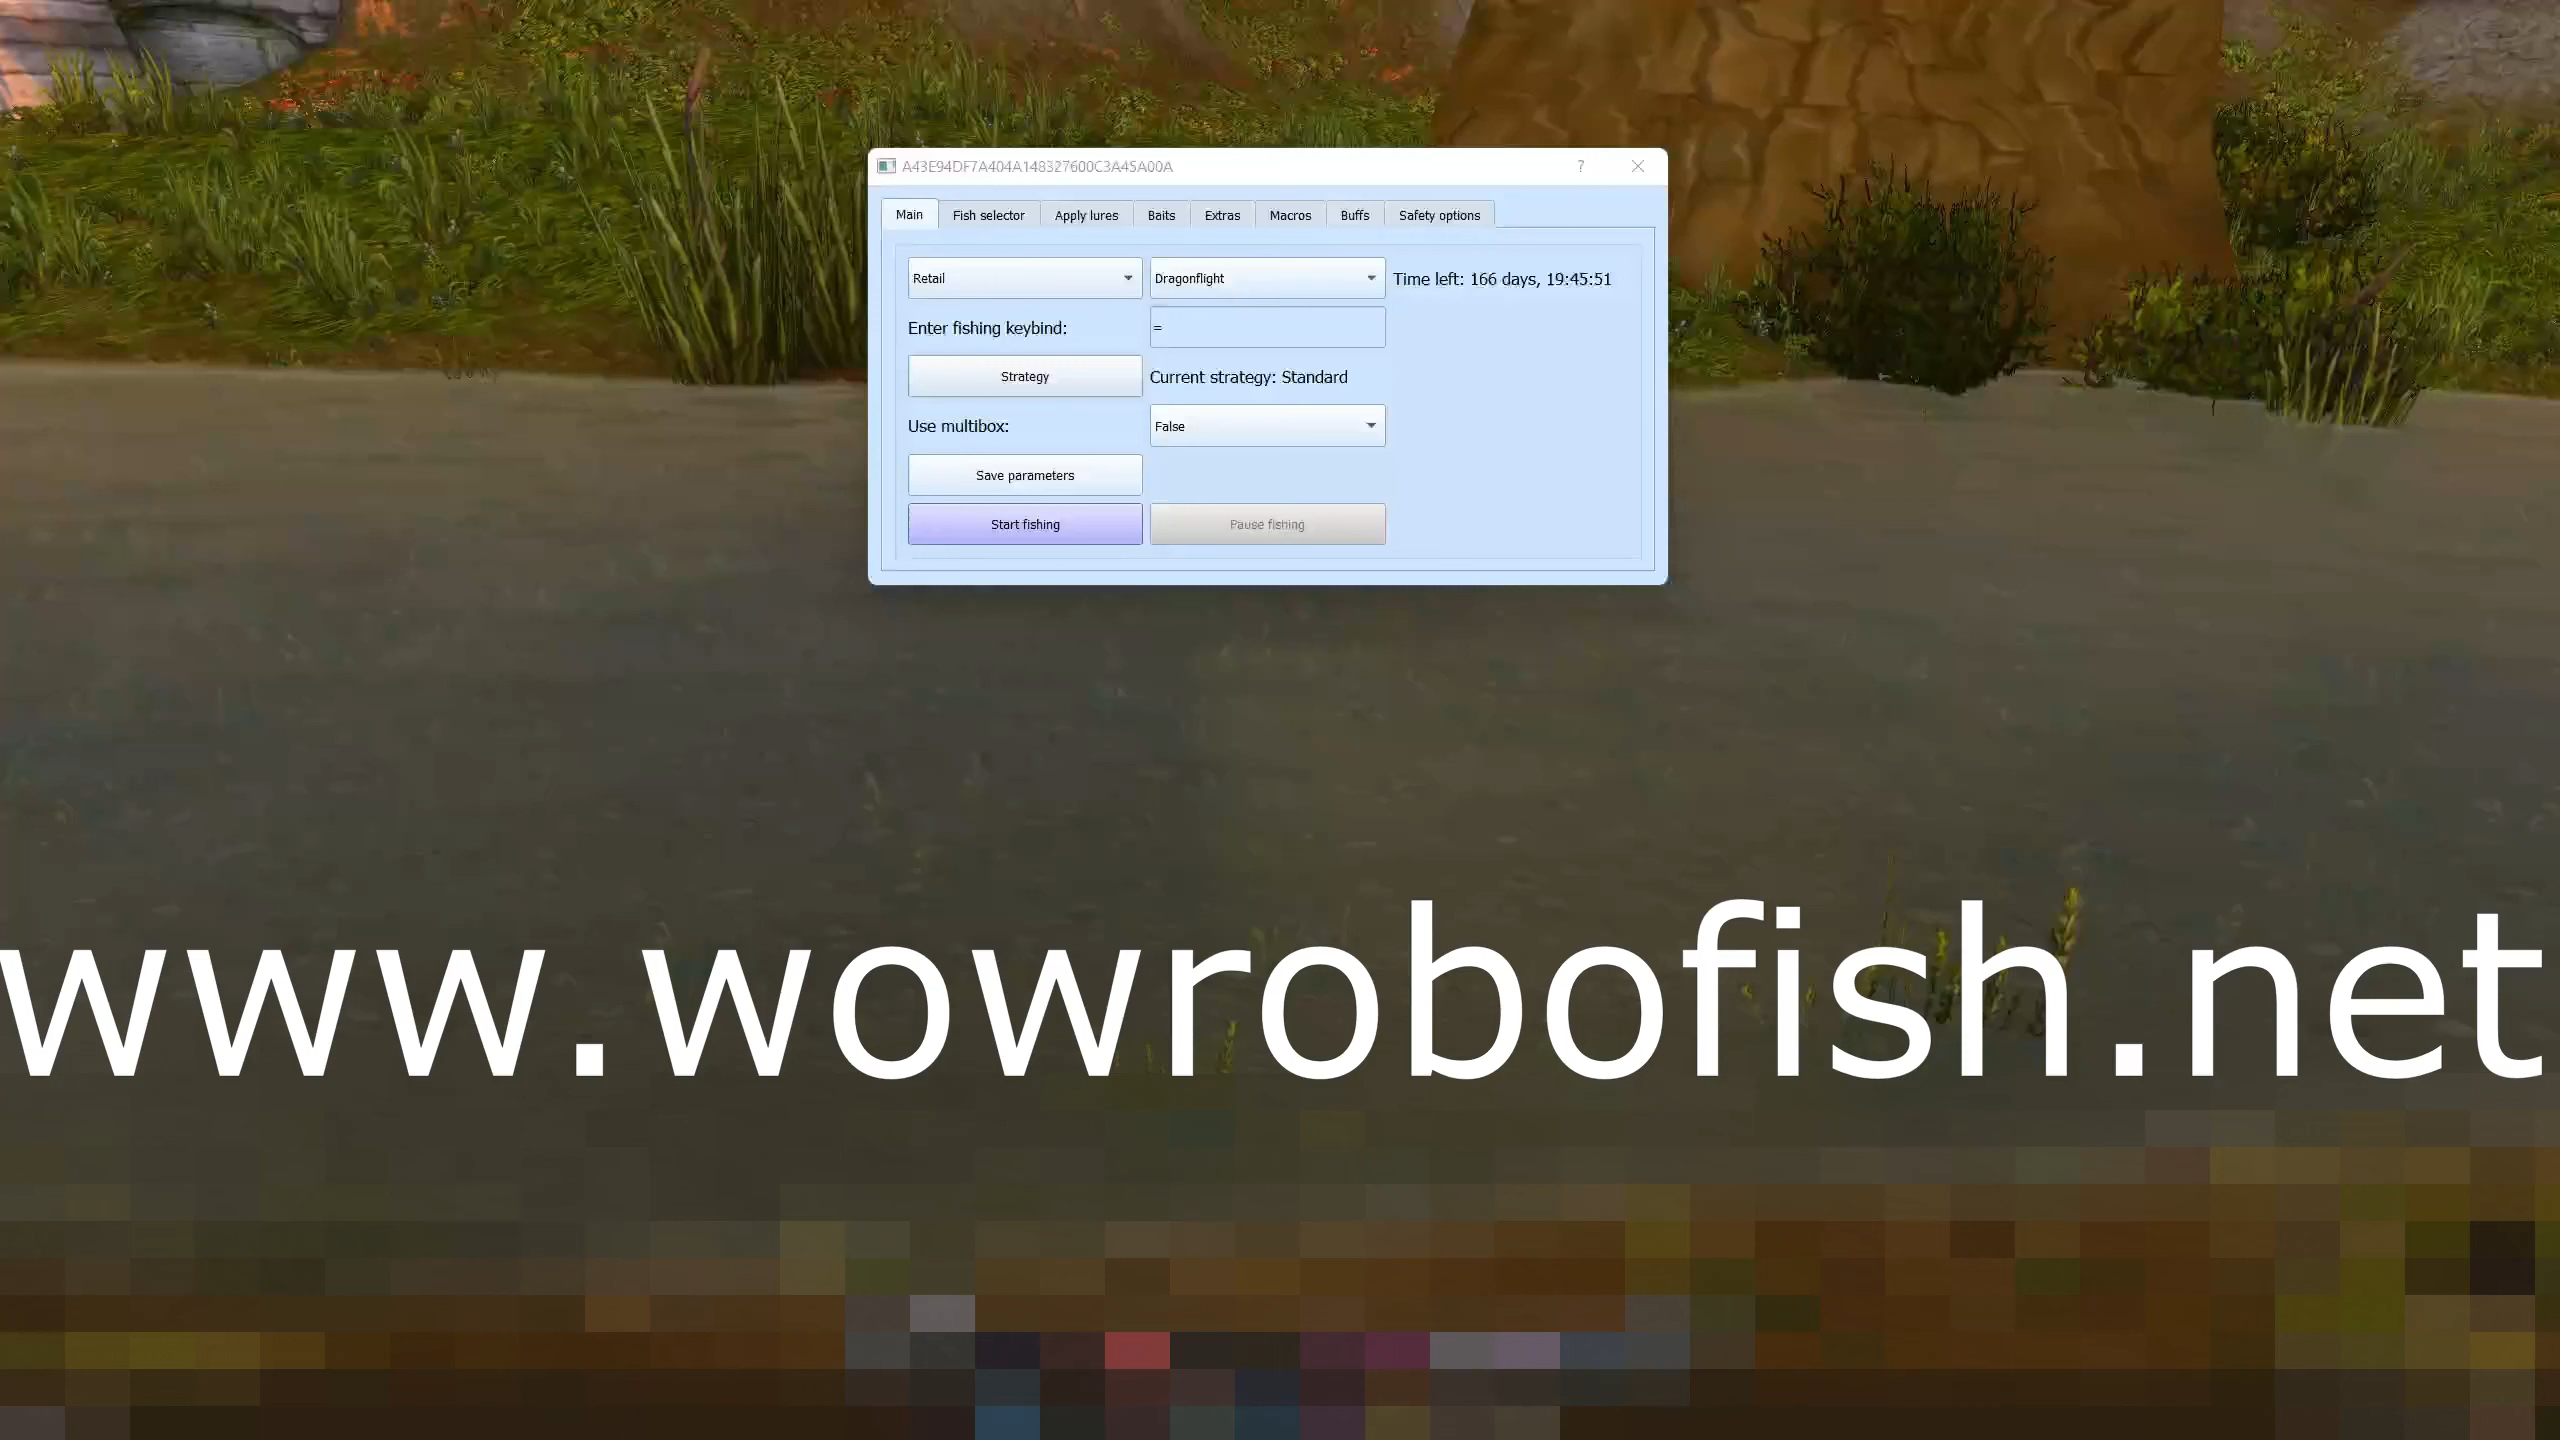 A43E94DF7A404A148327600C3A45A00A
?
Main Fish selector Apply lures Baits Extras Macros Buffs Safety options
Retail Dragonflight Time left: 166 days, 19:45:51
Enter fishing keybind: =
Strategy Current strategy: Standard
Use multibox: False
Save parameters
Start fishing Pause fishing
www.wowrobofish.net